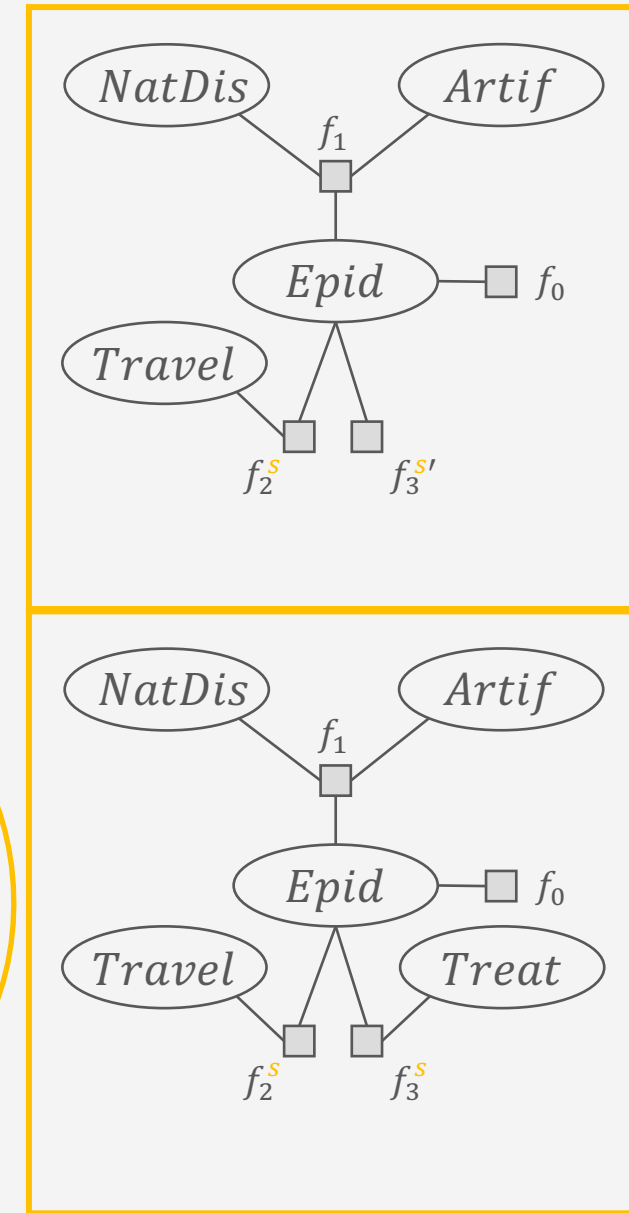 NatDis Artif
f₁
Epid f₀
Travel
f₂ˢ f₃ˢ′
NatDis Artif
f₁
Epid f₀
Travel Treat
f₂ˢ f₃ˢ